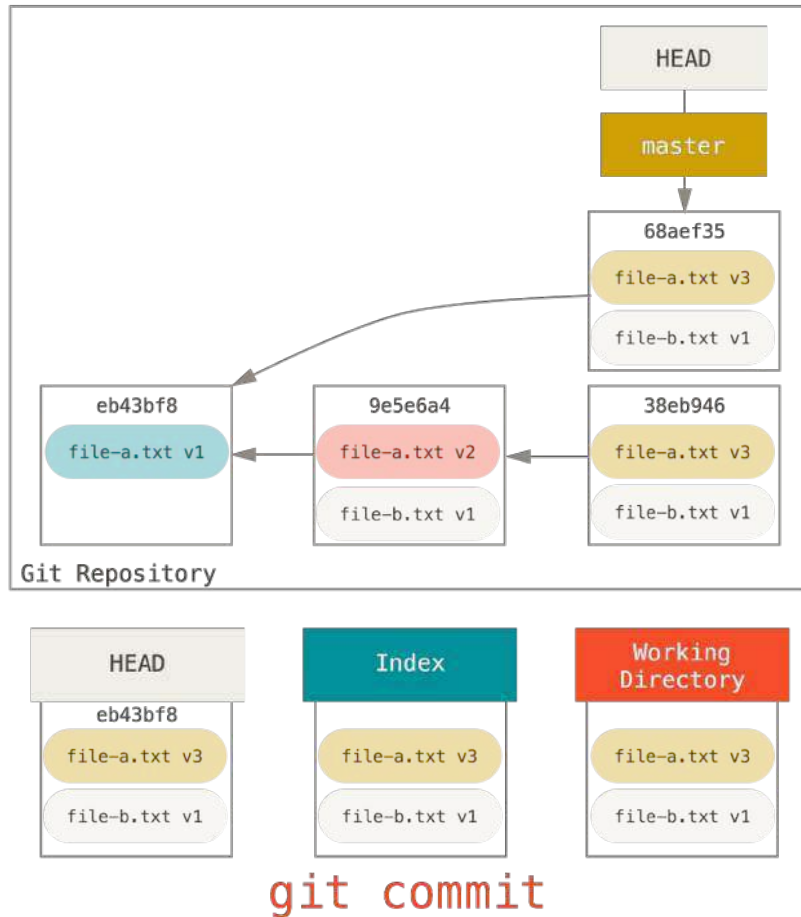 HEAD
master
68aef35
file-a.txt v3
file-b.txt v1
eb43bf8
file-a.txt v1
9e5e6a4
file-a.txt v2
file-b.txt v1
38eb946
file-a.txt v3
file-b.txt v1
Git Repository
HEAD
eb43bf8
file-a.txt v3
file-b.txt v1
Index
file-a.txt v3
file-b.txt v1
Working
Directory
file-a.txt v3
file-b.txt v1
git commit